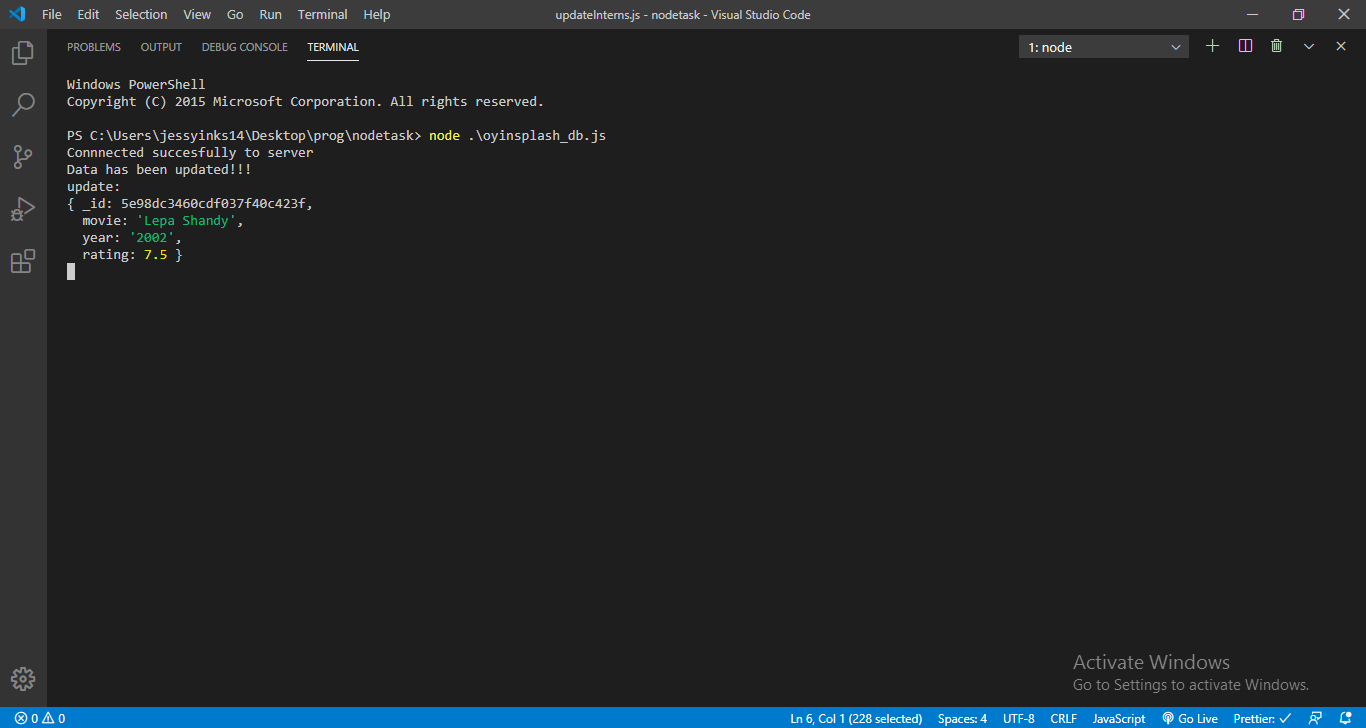 File Edit Selection View Go Run Terminal Help updateInterns.js - nodetask - Visual Studio Code
PROBLEMS OUTPUT DEBUG CONSOLE TERMINAL 1: node
Windows PowerShell
Copyright (C) 2015 Microsoft Corporation. All rights reserved.
PS C:\Users\jessyinks14\Desktop\prog\nodetask> node .\oyinsplash_db.js
Connnected succesfully to server
Data has been updated!!!
update:
{ _id: 5e98dc3460cdf037f40c423f,
movie: 'Lepa Shandy',
year: '2002',
rating: 7.5 }
Activate Windows
Go to Settings to activate Windows.
0 0 Ln 6, Col 1 (228 selected) Spaces: 4 UTF-8 CRLF JavaScript Go Live Prettier: ✓